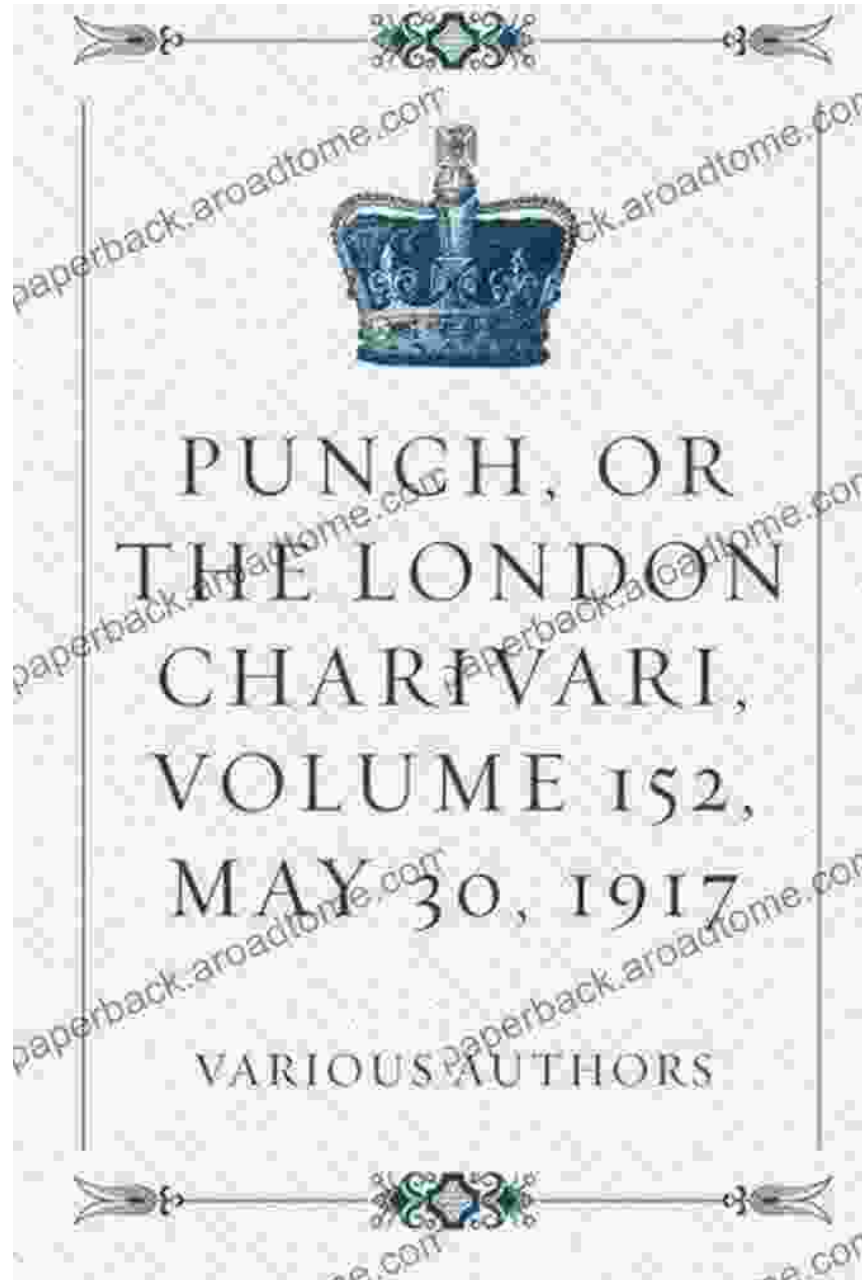 PUNCH, OR
THE LONDON
CHARIVARI,
VOLUME 152,
MAY 30, 1917
VARIOUS AUTHORS
paperback.aroadtome.com
ck.aroadtome.com
paperback.aroadtome.com
paperback.aroadtome.com
paperback.aroadtome.com
paperback.aroadtome.com